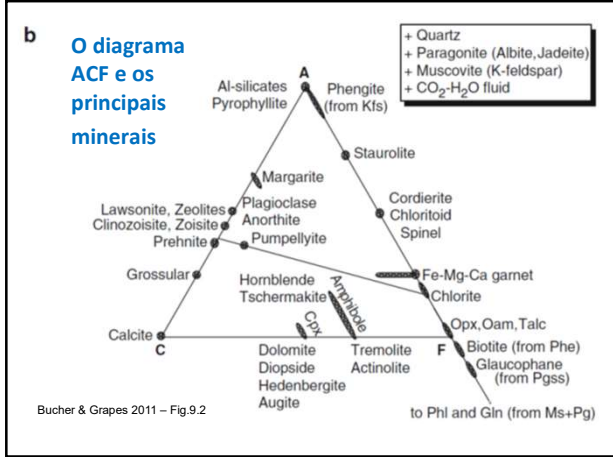 b
O diagrama
ACF e os
principais
minerais
+ Quartz
+ Paragonite (Albite,Jadeite)
+ Muscovite (K-feldspar)
+ CO2-H2O fluid
A
Al-silicates
Pyrophyllite
Phengite
(from Kfs)
Staurolite
Margarite
Cordierite
Chloritoid
Spinel
Lawsonite, Zeolites
Clinozoisite, Zoisite
Prehnite
Plagioclase
Anorthite
Pumpellyite
Grossular
Fe-Mg-Ca garnet
Chlorite
Hornblende
Tschermakite
Amphibole
Cpx
Opx,Oam,Talc
Calcite
C
F
Biotite (from Phe)
Glaucophane
(from Pgss)
Dolomite
Diopside
Hedenbergite
Augite
Tremolite
Actinolite
to Phl and Gln (from Ms+Pg)
Bucher & Grapes 2011 – Fig.9.2